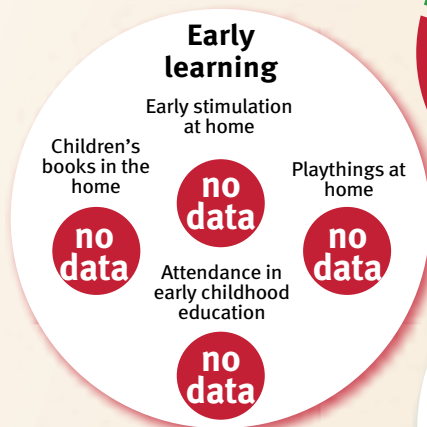 Early
learning
Early stimulation
at home
no
data
Children’s
books in the
home
no
data
Playthings at
home
no
data
Attendance in
early childhood
education
no
data